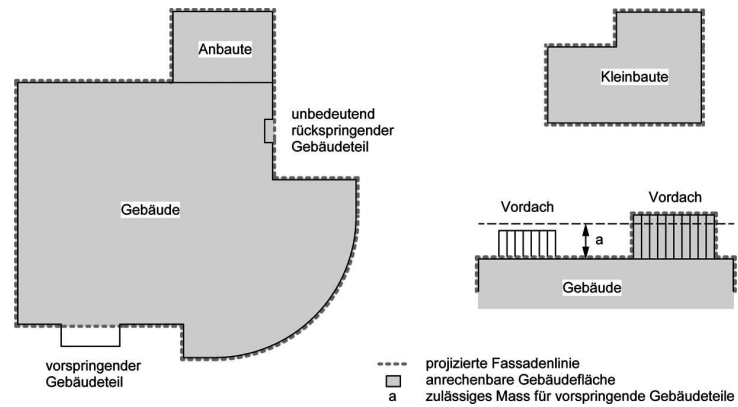 Anbaute
Kleinbaute
unbedeutend
rückspringender
Gebäudeteil
Gebäude
Vordach
Vordach
a
Gebäude
vorspringender
Gebäudeteil
projizierte Fassadenlinie
anrechenbare Gebäudefläche
a zulässiges Mass für vorspringende Gebäudeteile